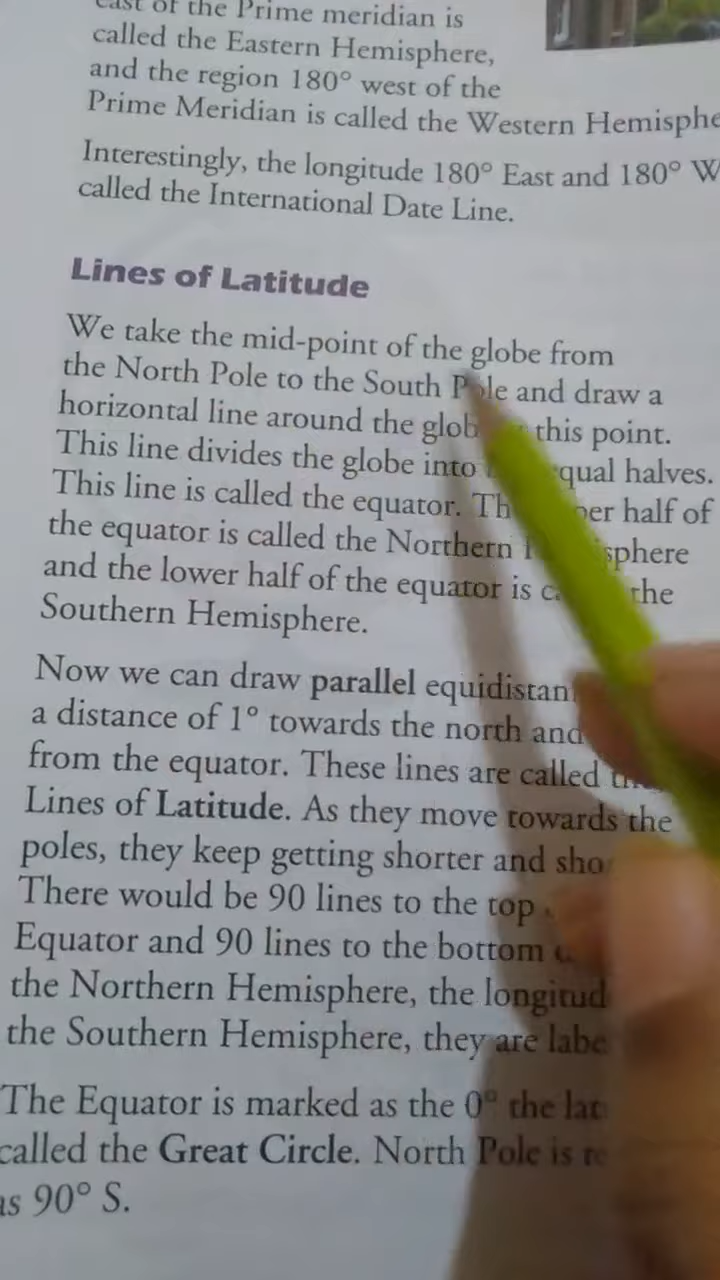 east of the Prime meridian is
called the Eastern Hemisphere,
and the region 180° west of the
Prime Meridian is called the Western Hemisphe
Interestingly, the longitude 180° East and 180° W
called the International Date Line.
Lines of Latitude
We take the mid-point of the globe from
the North Pole to the South Pole and draw a
horizontal line around the glob this point.
This line divides the globe into equal halves.
This line is called the equator. Th per half of
the equator is called the Northern sphere
and the lower half of the equator is the
Southern Hemisphere.
Now we can draw parallel equidistan
a distance of 1° towards the north and
from the equator. These lines are called
Lines of Latitude. As they move towards the
poles, they keep getting shorter and sho
There would be 90 lines to the top
Equator and 90 lines to the bottom
the Northern Hemisphere, the longitud
the Southern Hemisphere, they are labe
The Equator is marked as the 0° the lat
called the Great Circle. North Pole is
as 90° S.